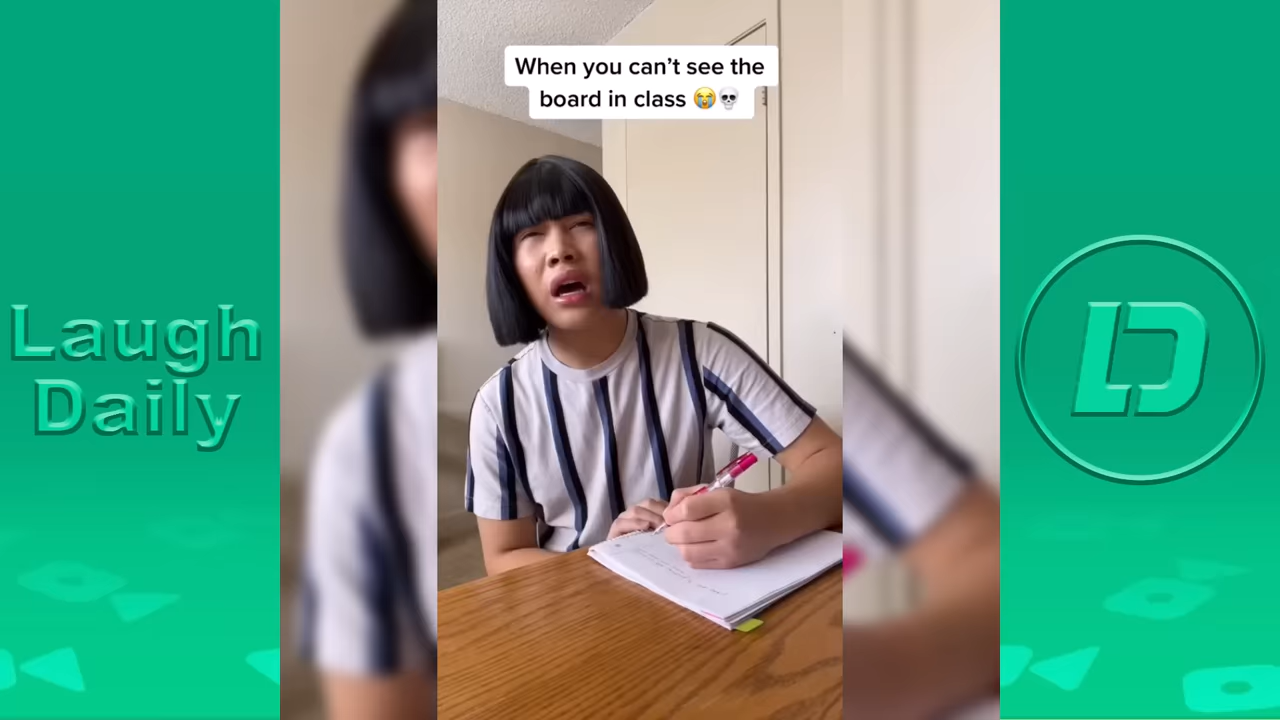 Laugh
Daily
When you can't see the
board in class 😭💀
LD